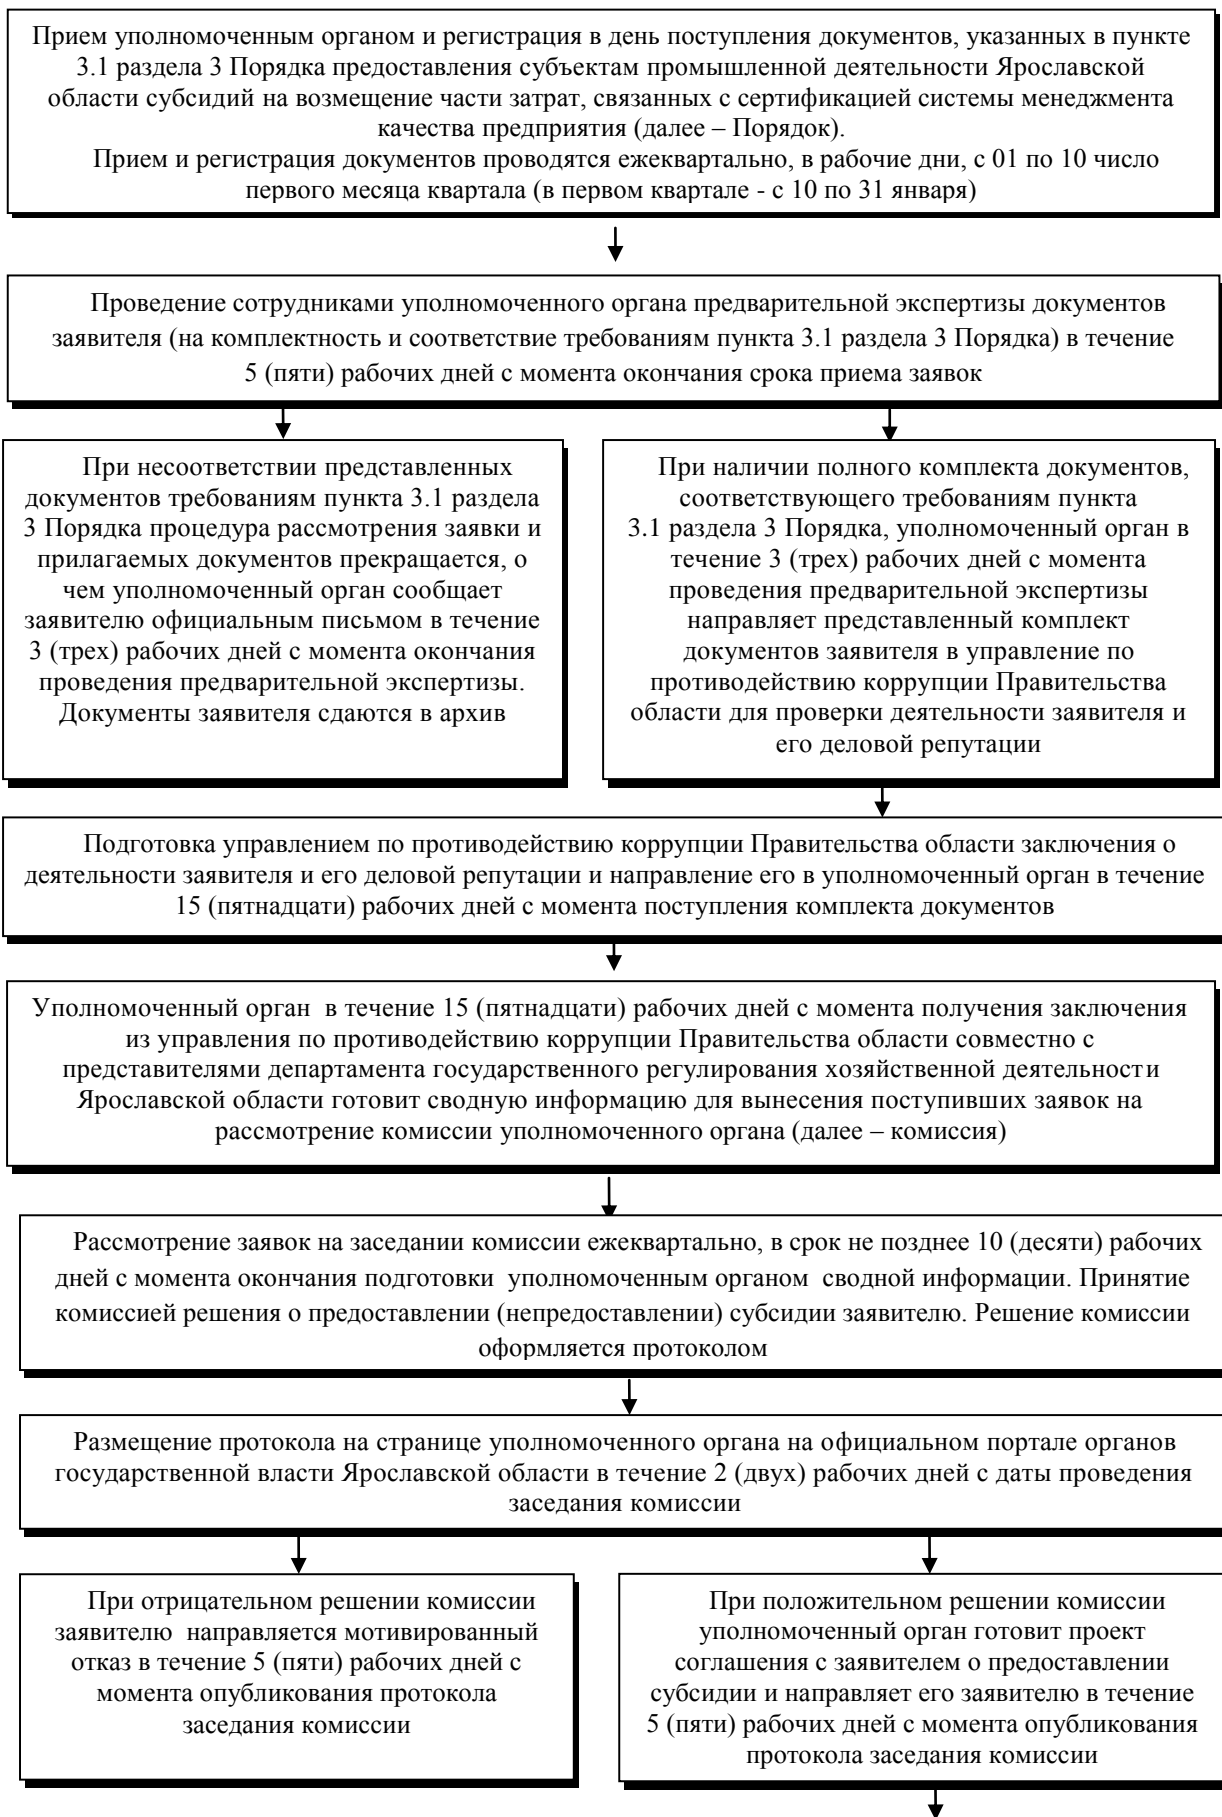 Прием уполномоченным органом и регистрация в день поступления документов, указанных в пункте
3.1 раздела 3 Порядка предоставления субъектам промышленной деятельности Ярославской
области субсидий на возмещение части затрат, связанных с сертификацией системы менеджмента
качества предприятия (далее – Порядок).
Прием и регистрация документов проводятся ежеквартально, в рабочие дни, с 01 по 10 число
первого месяца квартала (в первом квартале - с 10 по 31 января)
Проведение сотрудниками уполномоченного органа предварительной экспертизы документов
заявителя (на комплектность и соответствие требованиям пункта 3.1 раздела 3 Порядка) в течение
5 (пяти) рабочих дней с момента окончания срока приема заявок
При несоответствии представленных
документов требованиям пункта 3.1 раздела
3 Порядка процедура рассмотрения заявки и
прилагаемых документов прекращается, о
чем уполномоченный орган сообщает
заявителю официальным письмом в течение
3 (трех) рабочих дней с момента окончания
проведения предварительной экспертизы.
Документы заявителя сдаются в архив
При наличии полного комплекта документов,
соответствующего требованиям пункта
3.1 раздела 3 Порядка, уполномоченный орган в
течение 3 (трех) рабочих дней с момента
проведения предварительной экспертизы
направляет представленный комплект
документов заявителя в управление по
противодействию коррупции Правительства
области для проверки деятельности заявителя и
его деловой репутации
Подготовка управлением по противодействию коррупции Правительства области заключения о
деятельности заявителя и его деловой репутации и направление его в уполномоченный орган в течение
15 (пятнадцати) рабочих дней с момента поступления комплекта документов
Уполномоченный орган в течение 15 (пятнадцати) рабочих дней с момента получения заключения
из управления по противодействию коррупции Правительства области совместно с
представителями департамента государственного регулирования хозяйственной деятельности
Ярославской области готовит сводную информацию для вынесения поступивших заявок на
рассмотрение комиссии уполномоченного органа (далее – комиссия)
Рассмотрение заявок на заседании комиссии ежеквартально, в срок не позднее 10 (десяти) рабочих
дней с момента окончания подготовки уполномоченным органом сводной информации. Принятие
комиссией решения о предоставлении (непредоставлении) субсидии заявителю. Решение комиссии
оформляется протоколом
Размещение протокола на странице уполномоченного органа на официальном портале органов
государственной власти Ярославской области в течение 2 (двух) рабочих дней с даты проведения
заседания комиссии
При отрицательном решении комиссии
заявителю направляется мотивированный
отказ в течение 5 (пяти) рабочих дней с
момента опубликования протокола
заседания комиссии
При положительном решении комиссии
уполномоченный орган готовит проект
соглашения с заявителем о предоставлении
субсидии и направляет его заявителю в течение
5 (пяти) рабочих дней с момента опубликования
протокола заседания комиссии